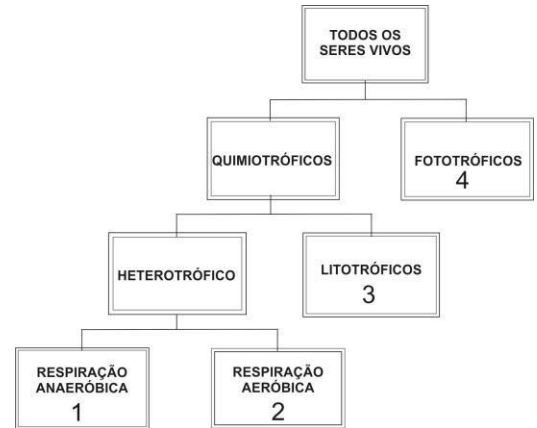 TODOS OS
SERES VIVOS
QUIMIOTRÓFICOS
FOTOTRÓFICOS
4
HETEROTRÓFICO
LITOTRÓFICOS
3
RESPIRAÇÃO
ANAERÓBICA
1
RESPIRAÇÃO
AERÓBICA
2